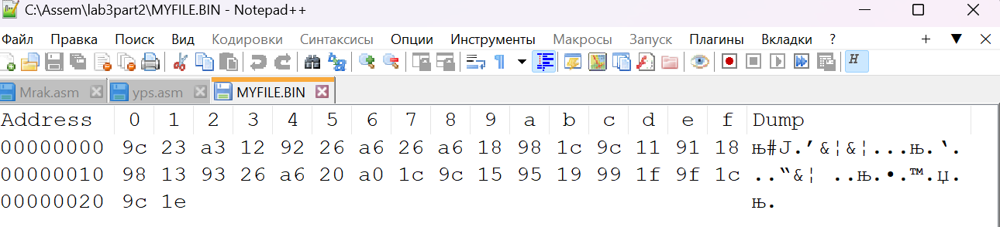 C:\Assem\lab3part2\MYFILE.BIN - Notepad++
Файл Правка Поиск Вид Кодировки Синтаксисы Опции Инструменты Макросы Запуск Плагины Вкладки ?
Mrak.asm yps.asm MYFILE.BIN
Address 0 1 2 3 4 5 6 7 8 9 a b c d e f Dump
00000000 9c 23 a3 12 92 26 a6 26 a6 18 98 1c 9c 11 91 18 њ#Ј.’&¦&¦...њ.‘.
00000010 98 13 93 26 a6 20 a0 1c 9c 15 95 19 99 1f 9f 1c ..“&¦ ..њ.•.™.џ.
00000020 9c 1e њ.